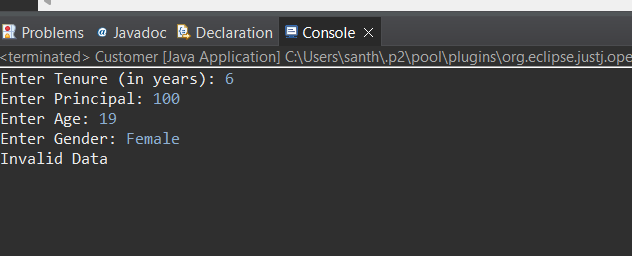 Problems @ Javadoc Declaration Console
<terminated> Customer [Java Application] C:\Users\santh\.p2\pool\plugins\org.eclipse.justj.ope
Enter Tenure (in years): 6
Enter Principal: 100
Enter Age: 19
Enter Gender: Female
Invalid Data